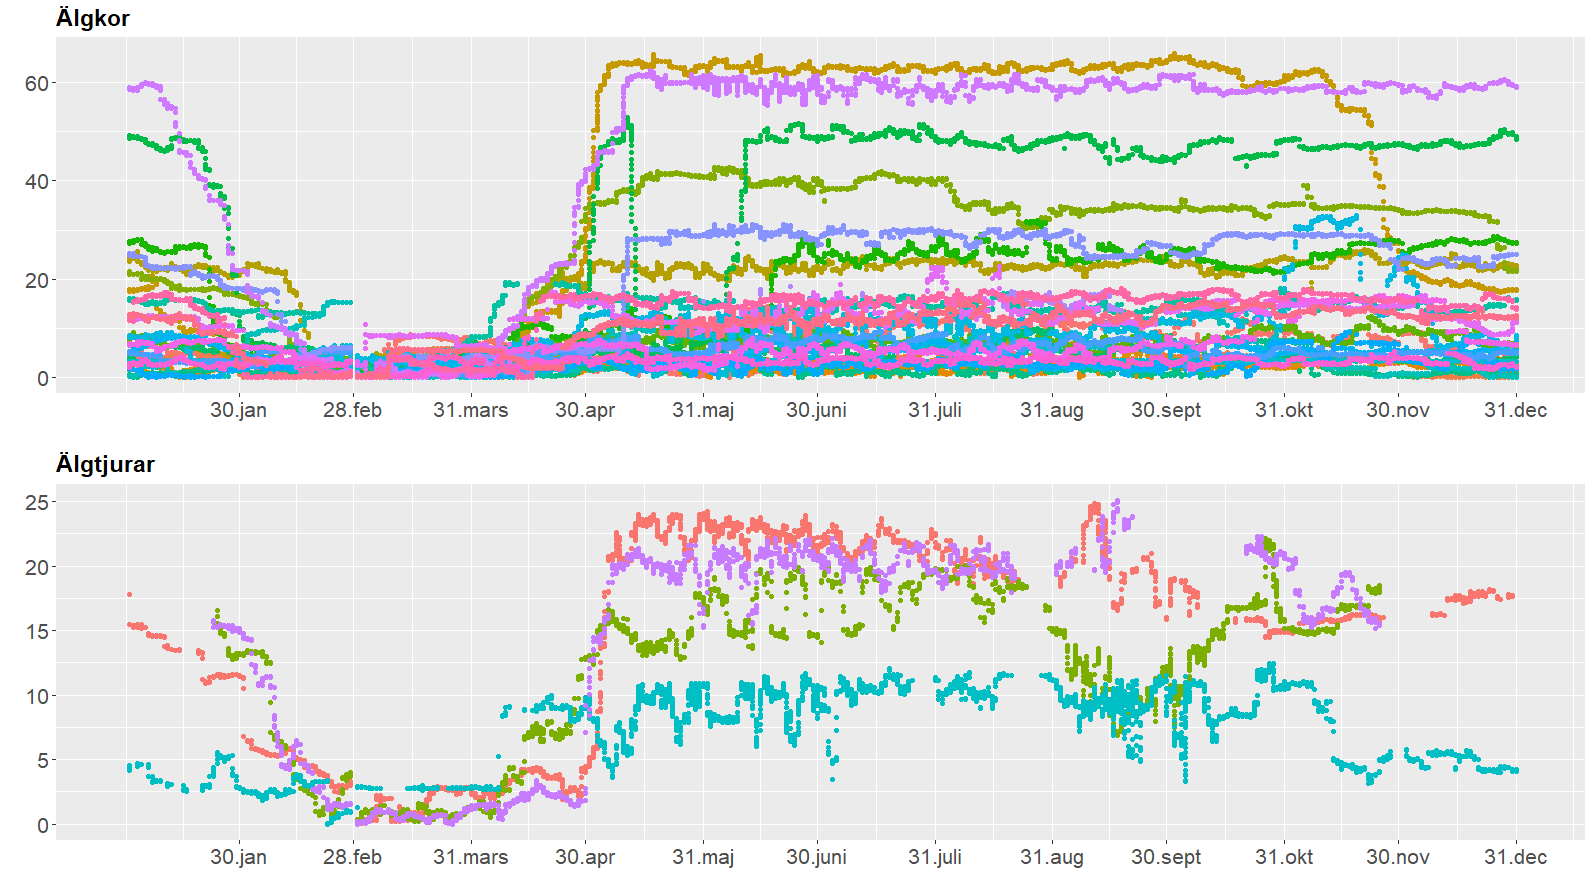 Älgkor
60
40
20
0
30.jan 28.feb 31.mars 30.apr 31.maj 30.juni 31.juli 31.aug 30.sept 31.okt 30.nov 31.dec
Älgtjurar
25
20
15
10
5
0
30.jan 28.feb 31.mars 30.apr 31.maj 30.juni 31.juli 31.aug 30.sept 31.okt 30.nov 31.dec